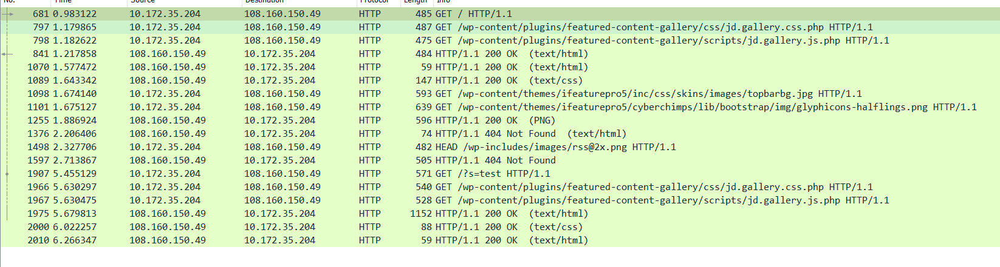 No. Time Source Destination Protocol Length Info
681 0.983122 10.172.35.204 108.160.150.49 HTTP 485 GET / HTTP/1.1
797 1.179865 10.172.35.204 108.160.150.49 HTTP 487 GET /wp-content/plugins/featured-content-gallery/css/jd.gallery.css.php HTTP/1.1
798 1.182622 10.172.35.204 108.160.150.49 HTTP 475 GET /wp-content/plugins/featured-content-gallery/scripts/jd.gallery.js.php HTTP/1.1
841 1.217858 108.160.150.49 10.172.35.204 HTTP 484 HTTP/1.1 200 OK (text/html)
1070 1.577472 108.160.150.49 10.172.35.204 HTTP 59 HTTP/1.1 200 OK (text/html)
1089 1.643342 108.160.150.49 10.172.35.204 HTTP 147 HTTP/1.1 200 OK (text/css)
1098 1.674140 10.172.35.204 108.160.150.49 HTTP 593 GET /wp-content/themes/ifeaturepro5/inc/css/skins/images/topbarbg.jpg HTTP/1.1
1101 1.675127 10.172.35.204 108.160.150.49 HTTP 639 GET /wp-content/themes/ifeaturepro5/cyberchimps/lib/bootstrap/img/glyphicons-halflings.png HTTP/1.1
1255 1.886924 108.160.150.49 10.172.35.204 HTTP 596 HTTP/1.1 200 OK (PNG)
1376 2.206406 108.160.150.49 10.172.35.204 HTTP 74 HTTP/1.1 404 Not Found (text/html)
1498 2.327706 10.172.35.204 108.160.150.49 HTTP 482 HEAD /wp-includes/images/rss@2x.png HTTP/1.1
1597 2.713867 108.160.150.49 10.172.35.204 HTTP 505 HTTP/1.1 404 Not Found
1907 5.455129 10.172.35.204 108.160.150.49 HTTP 571 GET /?s=test HTTP/1.1
1966 5.630297 10.172.35.204 108.160.150.49 HTTP 540 GET /wp-content/plugins/featured-content-gallery/css/jd.gallery.css.php HTTP/1.1
1967 5.630475 10.172.35.204 108.160.150.49 HTTP 528 GET /wp-content/plugins/featured-content-gallery/scripts/jd.gallery.js.php HTTP/1.1
1975 5.679813 108.160.150.49 10.172.35.204 HTTP 1152 HTTP/1.1 200 OK (text/html)
2000 6.022257 108.160.150.49 10.172.35.204 HTTP 88 HTTP/1.1 200 OK (text/css)
2010 6.266347 108.160.150.49 10.172.35.204 HTTP 59 HTTP/1.1 200 OK (text/html)